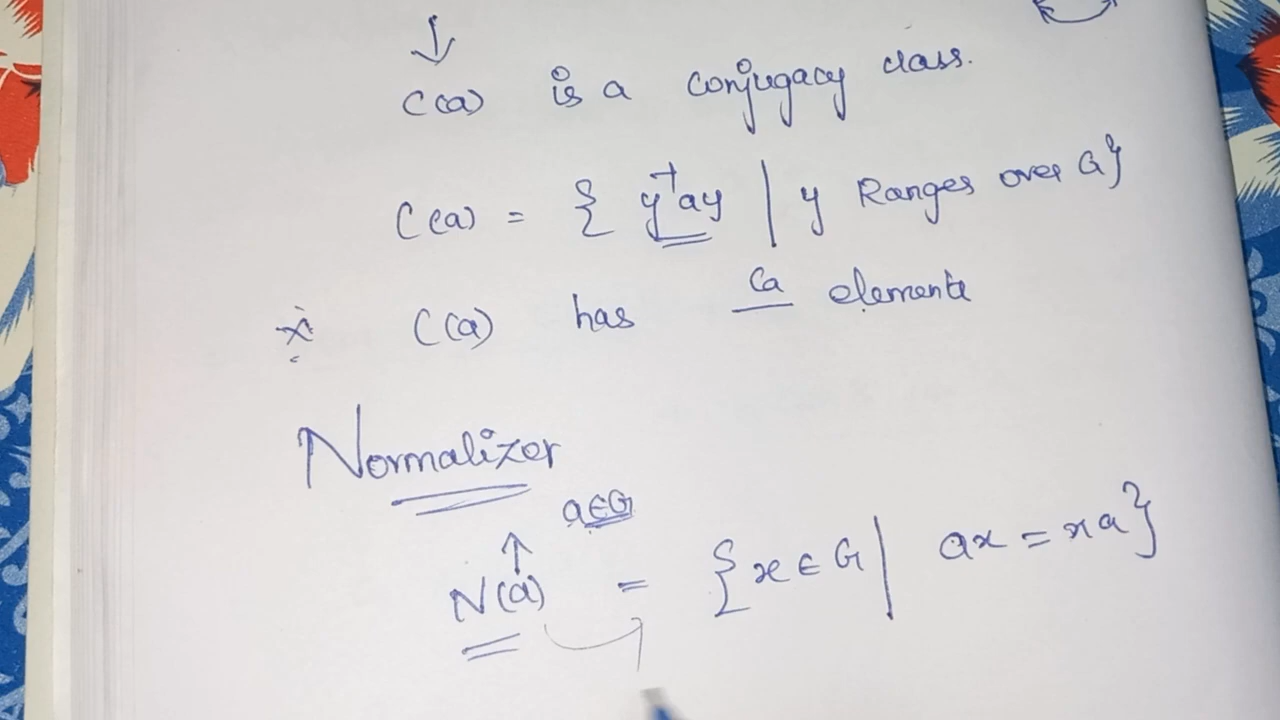 ↓
C(a) is a conjugacy class.
C(a) = { y⁻¹ay | y Ranges over G}
* C(a) has Ca elements
Normalizer
a∈G
↑
N(a) = {x∈G | ax = xa}